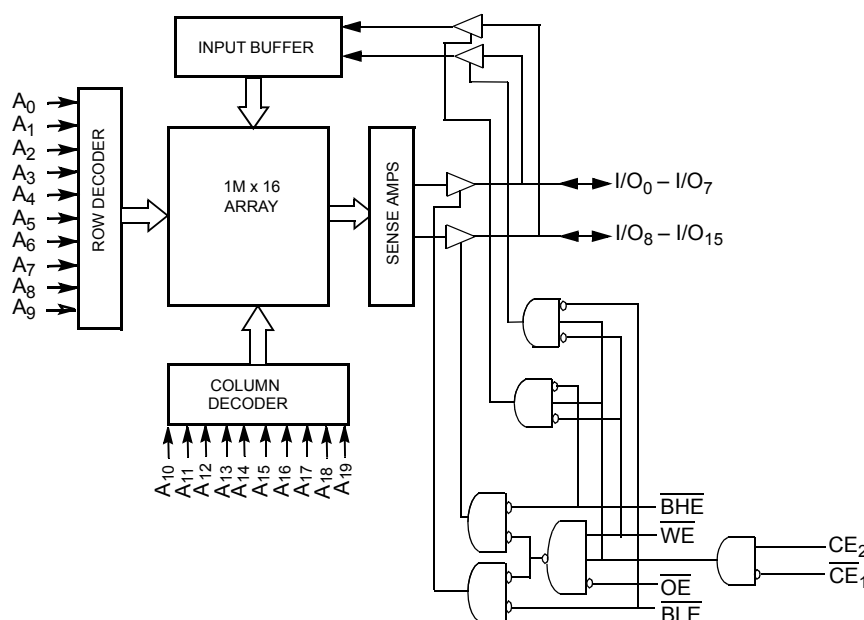 INPUT BUFFER
A0
A1
A2
A3
A4
A5
A6
A7
A8
A9
ROW DECODER
1M x 16
ARRAY
SENSE AMPS
I/O0 – I/O7
I/O8 – I/O15
COLUMN
DECODER
A10
A11
A12
A13
A14
A15
A16
A17
A18
A19
BHE
WE
CE2
CE1
OE
BLE